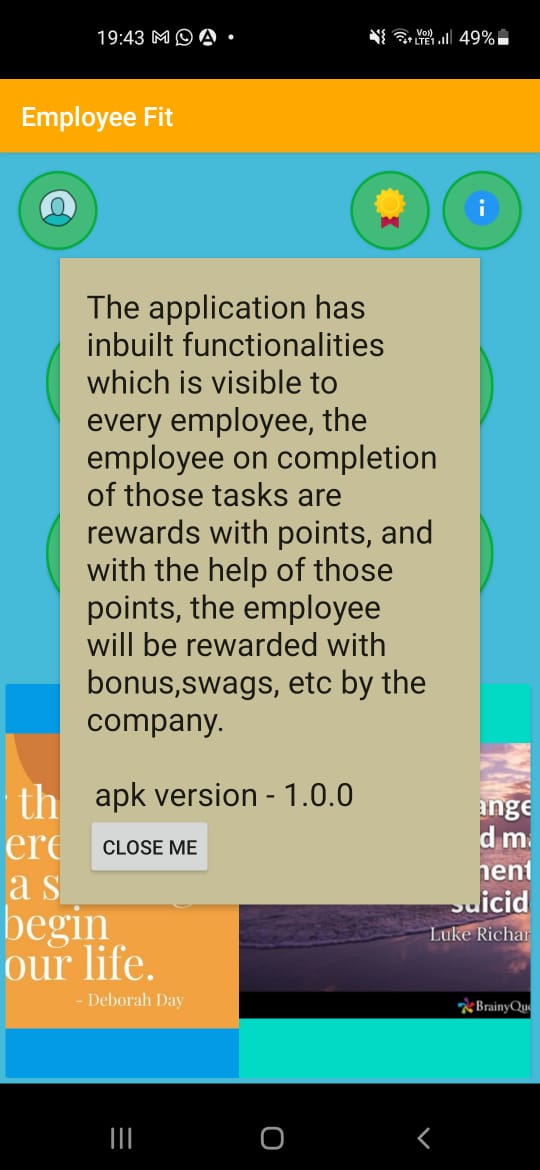 19:43
Vo)) LTE1 49%
Employee Fit
i
The application has
inbuilt functionalities
which is visible to
every employee, the
employee on completion
of those tasks are
rewards with points, and
with the help of those
points, the employee
will be rewarded with
bonus,swags, etc by the
company.
apk version - 1.0.0
CLOSE ME
th
ere
a s
begin
our life.
- Deborah Day
ange
d m
ment
suicid
Luke Richar
BrainyQu